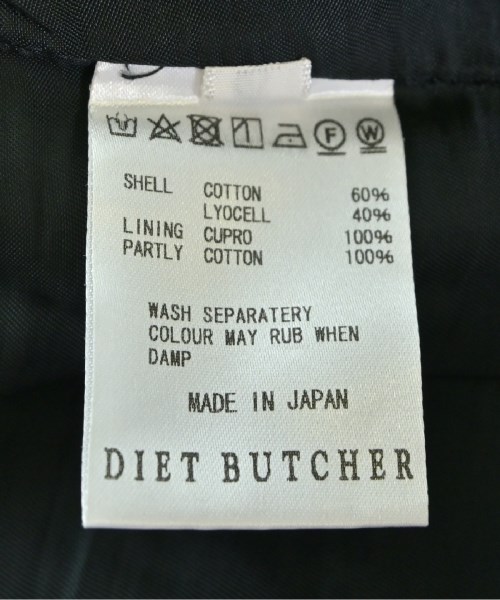 F W
SHELL COTTON 60%
LYOCELL 40%
LINING CUPRO 100%
PARTLY COTTON 100%
WASH SEPARATERY
COLOUR MAY RUB WHEN
DAMP
MADE IN JAPAN
DIET BUTCHER